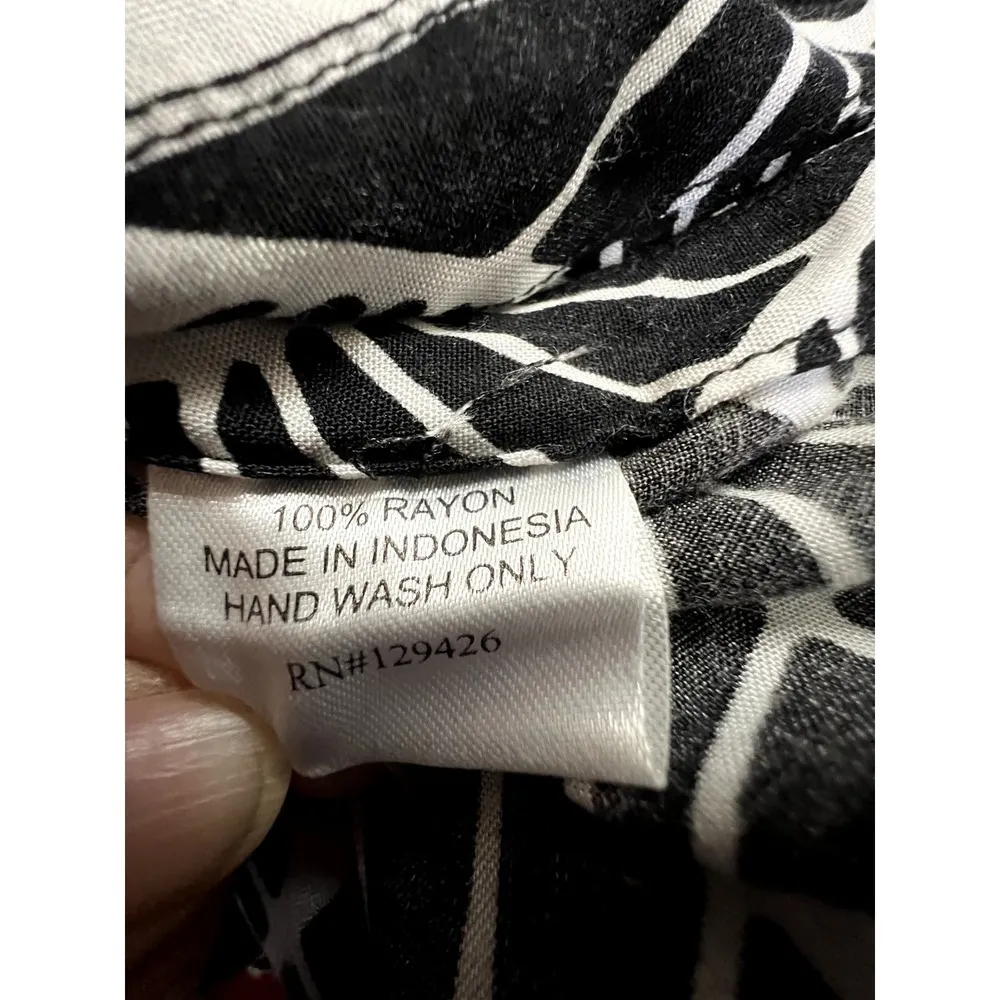 100% RAYON
MADE IN INDONESIA
HAND WASH ONLY
RN#129426